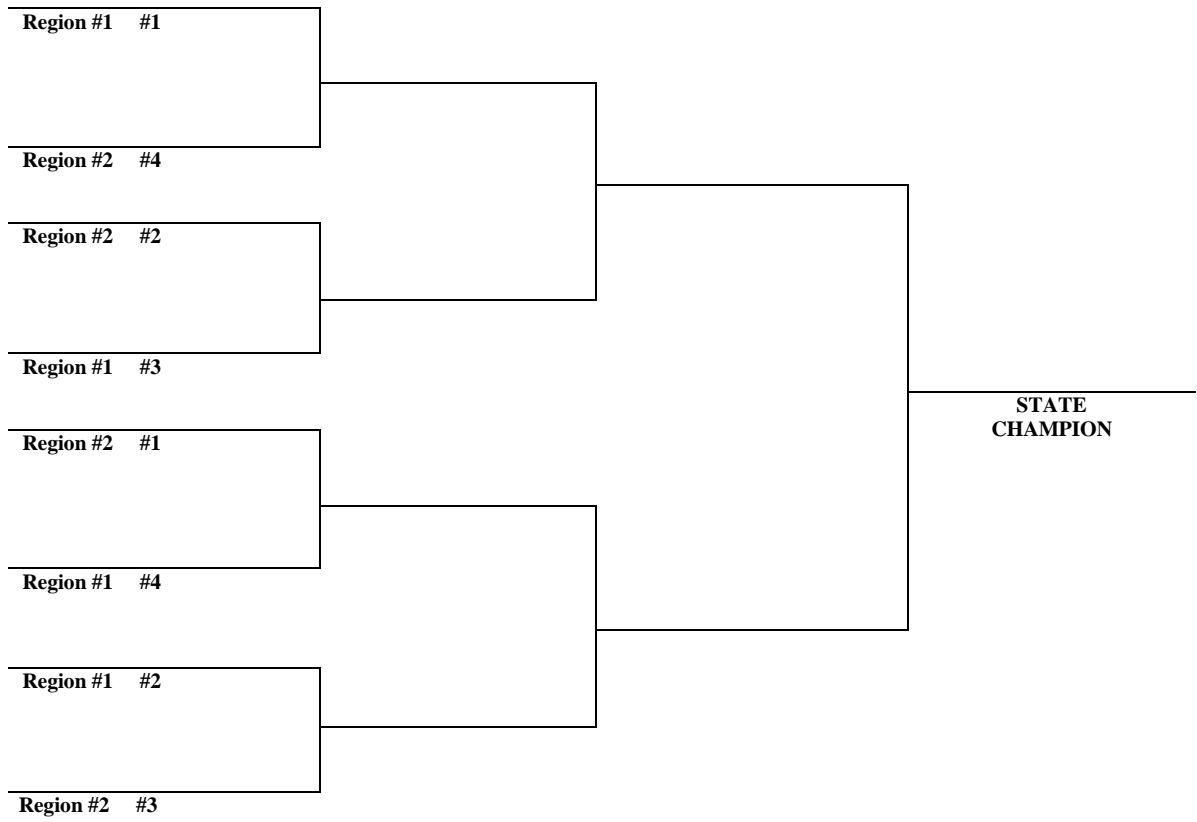 Region #1 #1
Region #2 #4
Region #2 #2
Region #1 #3
STATE
CHAMPION
Region #2 #1
Region #1 #4
Region #1 #2
Region #2 #3